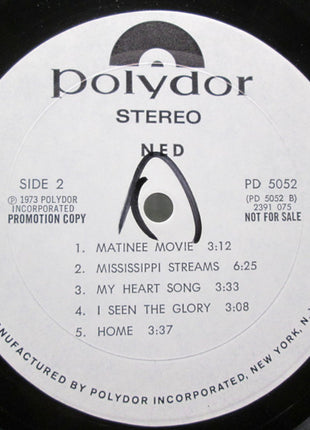 polydor
STEREO
NED
SIDE 2
PD 5052
℗ 1973 POLYDOR
INCORPORATED
PROMOTION COPY
(PD 5052 B)
2391 075
NOT FOR SALE
1. MATINEE MOVIE 3:12
2. MISSISSIPPI STREAMS 6:25
3. MY HEART SONG 3:33
4. I SEEN THE GLORY 3:08
5. HOME 3:37
MANUFACTURED BY POLYDOR INCORPORATED, NEW YORK, N.